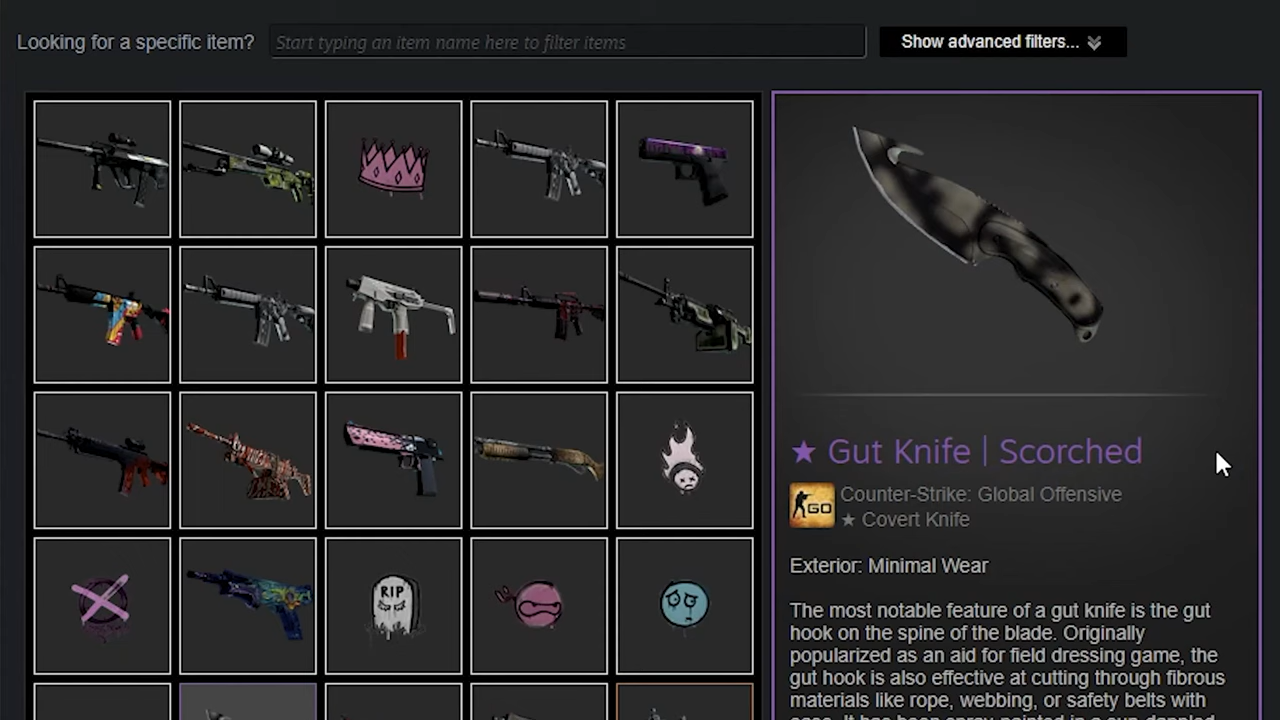 Looking for a specific item?
Start typing an item name here to filter items
Show advanced filters...
RIP
★ Gut Knife | Scorched
GO
Counter-Strike: Global Offensive
★ Covert Knife
Exterior: Minimal Wear
The most notable feature of a gut knife is the gut
hook on the spine of the blade. Originally
popularized as an aid for field dressing game, the
gut hook is also effective at cutting through fibrous
materials like rope, webbing, or safety belts with